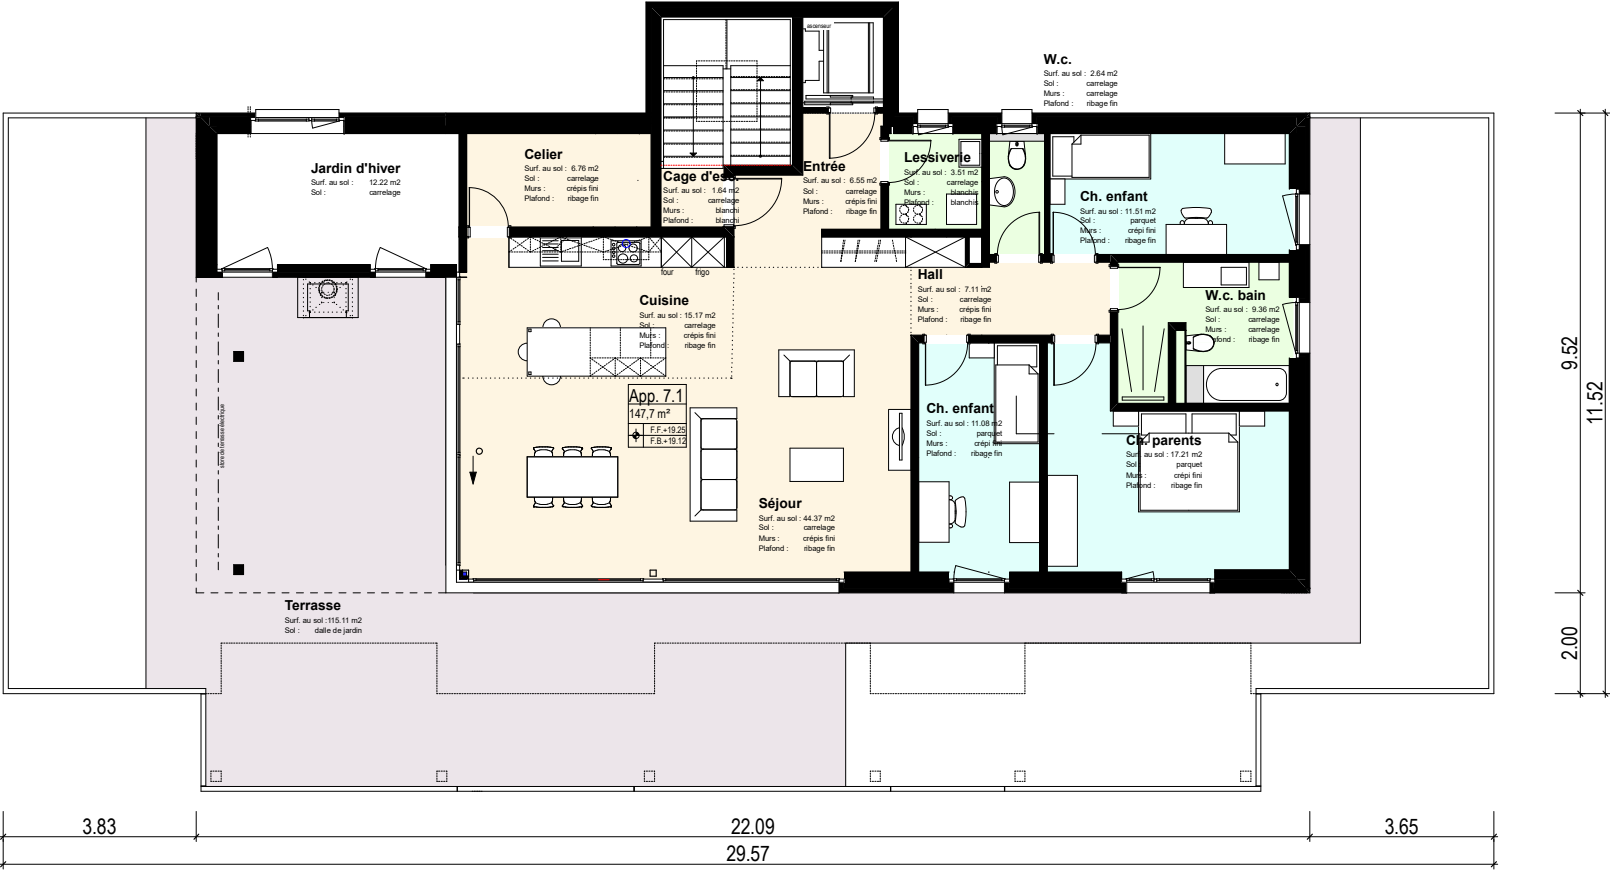 ascenseur
W.c.
Surf. au sol : 2.64 m2
Sol : carrelage
Murs : carrelage
Plafond : ribage fin
Jardin d'hiver
Surf. au sol : 12.22 m2
Sol : carrelage
Celier
Surf. au sol : 6.76 m2
Sol : carrelage
Murs : crépis fini
Plafond : ribage fin
Cage d'esc.
Surf. au sol : 1.64 m2
Sol : carrelage
Murs : blanchi
Plafond : blanchi
Entrée
Surf. au sol : 6.55 m2
Sol : carrelage
Murs : crépis fini
Plafond : ribage fin
Lessiverie
Surf. au sol : 3.51 m2
Sol : carrelage
Murs : blanchis
Plafond : blanchis
Ch. enfant
Surf. au sol : 11.51 m2
Sol : parquet
Murs : crépi fini
Plafond : ribage fin
four frigo
Hall
Surf. au sol : 7.11 m2
Sol : carrelage
Murs : crépis fini
Plafond : ribage fin
Cuisine
Surf. au sol : 15.17 m2
Sol : carrelage
Murs : crépis fini
Plafond : ribage fin
W.c. bain
Surf. au sol : 9.36 m2
Sol : carrelage
Murs : carrelage
Plafond : ribage fin
App. 7.1
147,7 m²
F.F.+19.25
F.B.+19.12
Ch. enfant
Surf. au sol : 11.08 m2
Sol : parquet
Murs : crépi fini
Plafond : ribage fin
Ch. parents
Surf. au sol : 17.21 m2
Sol : parquet
Murs : crépi fini
Plafond : ribage fin
Séjour
Surf. au sol : 44.37 m2
Sol : carrelage
Murs : crépis fini
Plafond : ribage fin
Terrasse
Surf. au sol :115.11 m2
Sol : dalle de jardin
9.52
11.52
2.00
3.83
22.09
3.65
29.57